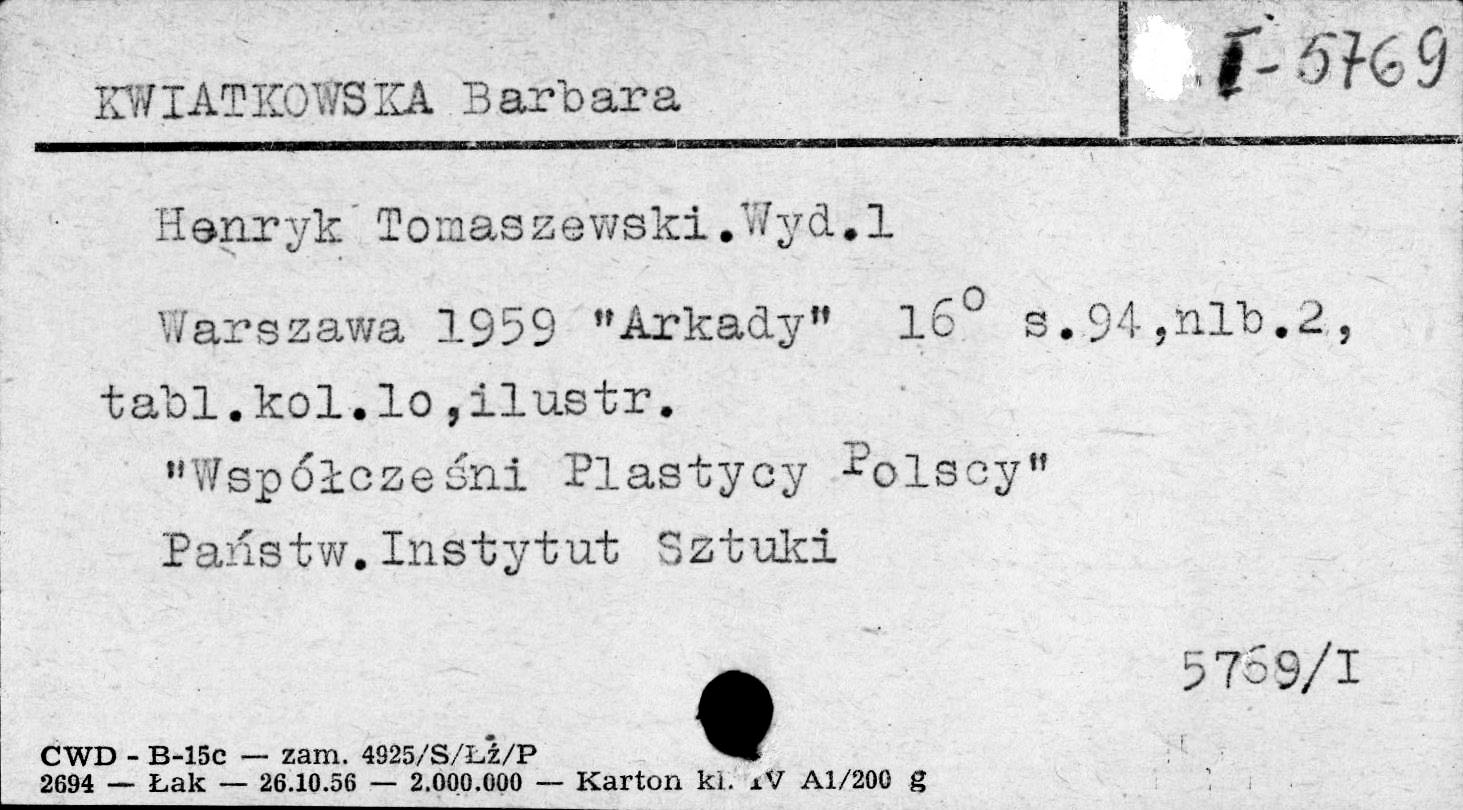 KWIATKOWSKA Barbara
I-5769
Henryk Tomaszewski.Wyd.1
Warszawa 1959 "Arkady" 16° s.94,nlb.2,
tabl.kol.lo,ilustr.
"Współcześni Plastycy Polscy"
Państw.Instytut Sztuki
5769/I
CWD - B-15c — zam. 4925/S/Łż/P
2694 — Łak — 26.10.56 — 2.000.000 — Karton kl. IV A1/200 g